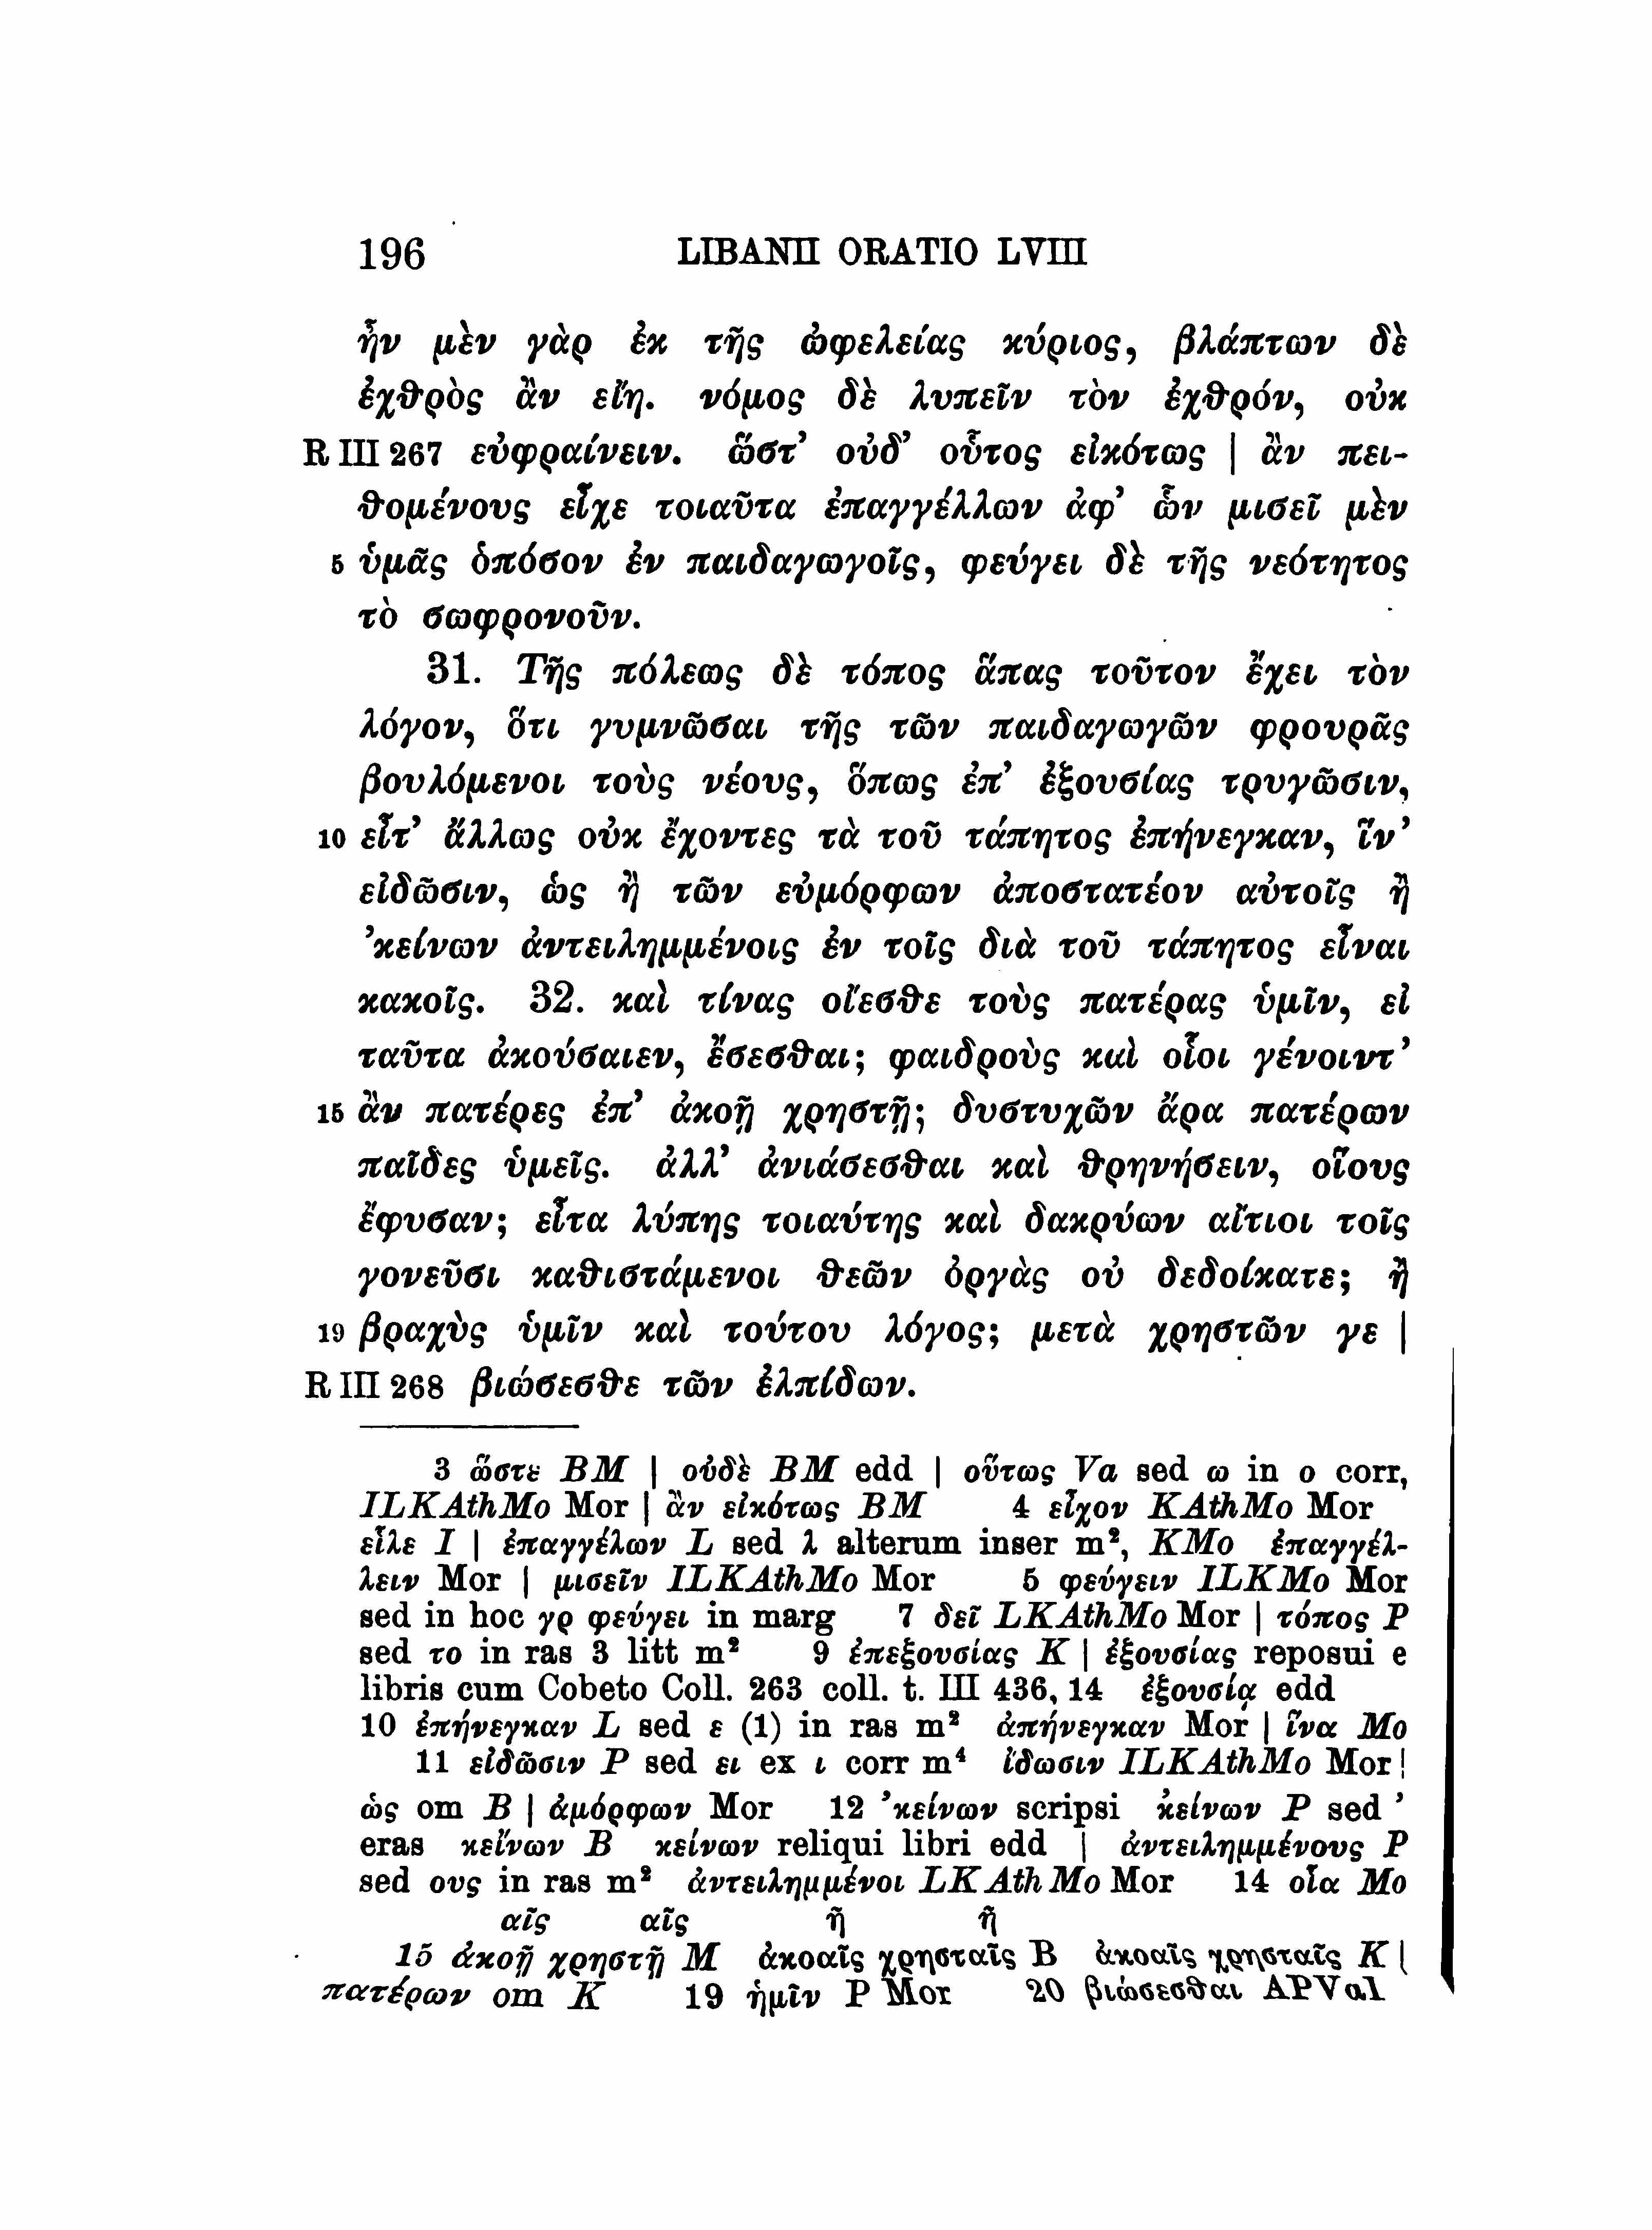 196 LIBANII ORATIO LVIII
ἦν μὲν γὰρ ἐκ τῆς ὠφελείας κύριος, βλάπτων δὲ
ἐχθρὸς ἂν εἴη. νόμος δὲ λυπεῖν τὸν ἐχθρόν, οὐκ
R III 267 εὐφραίνειν. ὥστ’ οὐδ’ οὗτος εἰκότως | ἂν πει-
θομένους εἶχε τοιαῦτα ἐπαγγέλλων ἀφ’ ὧν μισεῖ μὲν
5 ὑμᾶς ὁπόσον ἐν παιδαγωγοῖς, φεύγει δὲ τῆς νεότητος
τὸ σωφρονοῦν.
31. Τῆς πόλεως δὲ τόπος ἅπας τοῦτον ἔχει τὸν
λόγον, ὅτι γυμνῶσαι τῆς τῶν παιδαγωγῶν φρουρᾶς
βουλόμενοι τοὺς νέους, ὅπως ἐπ’ ἐξουσίας τρυγῶσιν,
10 εἶτ’ ἄλλως οὐκ ἔχοντες τὰ τοῦ τάπητος ἐπήνεγκαν, ἵν’
εἰδῶσιν, ὡς ἢ τῶν εὐμόρφων ἀποστατέον αὐτοῖς ἢ
’κείνων ἀντειλημμένοις ἐν τοῖς διὰ τοῦ τάπητος εἶναι
κακοῖς. 32. καὶ τίνας οἴεσθε τοὺς πατέρας ὑμῖν, εἰ
ταῦτα ἀκούσαιεν, ἔσεσθαι; φαιδροὺς καὶ οἷοι γένοιντ’
15 ἂν πατέρες ἐπ’ ἀκοῇ χρηστῇ; δυστυχῶν ἄρα πατέρων
παῖδες ὑμεῖς. ἀλλ’ ἀνιάσεσθαι καὶ θρηνήσειν, οἵους
ἔφυσαν; εἶτα λύπης τοιαύτης καὶ δακρύων αἴτιοι τοῖς
γονεῦσι καθιστάμενοι θεῶν ὀργὰς οὐ δεδοίκατε; ἢ
19 βραχὺς ὑμῖν καὶ τούτου λόγος; μετὰ χρηστῶν γε |
R III 268 βιώσεσθε τῶν ἐλπίδων.
3 ὥστε BM | οὐδὲ BM edd | οὕτως Va sed ω in ο corr,
ILKAthMo Mor | ἂν εἰκότως BM 4 εἶχον KAthMo Mor
εἷλε I | ἐπαγγέλων L sed λ alterum inser m², KMo ἐπαγγέλ-
λειν Mor | μισεῖν ILKAthMo Mor 5 φεύγειν ILKMo Mor
sed in hoc γρ φεύγει in marg 7 δεῖ LKAthMo Mor | τόπος P
sed το in ras 3 litt m² 9 ἐπεξουσίας K | ἐξουσίας reposui e
libris cum Cobeto Coll. 263 coll. t. III 436, 14 ἐξουσίᾳ edd
10 ἐπήνεγκαν L sed ε (1) in ras m² ἀπήνεγκαν Mor | ἵνα Mo
11 εἰδῶσιν P sed ει ex ι corr m⁴ ἴδωσιν ILKAthMo Mor |
ὡς om B | ἀμόρφων Mor 12 ’κείνων scripsi κείνων P sed ’
eras κεἴνων B κείνων reliqui libri edd | ἀντειλημμένους P
sed ους in ras m² ἀντειλημμένοι LKAthMo Mor 14 οἷα Mo
αῖς αῖς ῆ ῆ
15 ἀκοῇ χρηστῇ M ἀκοαῖς χρησταῖς B ἀκοαῖς χρησταῖς K |
πατέρων om K 19 ἡμῖν P Mor 20 βιώσεσθαι APVal